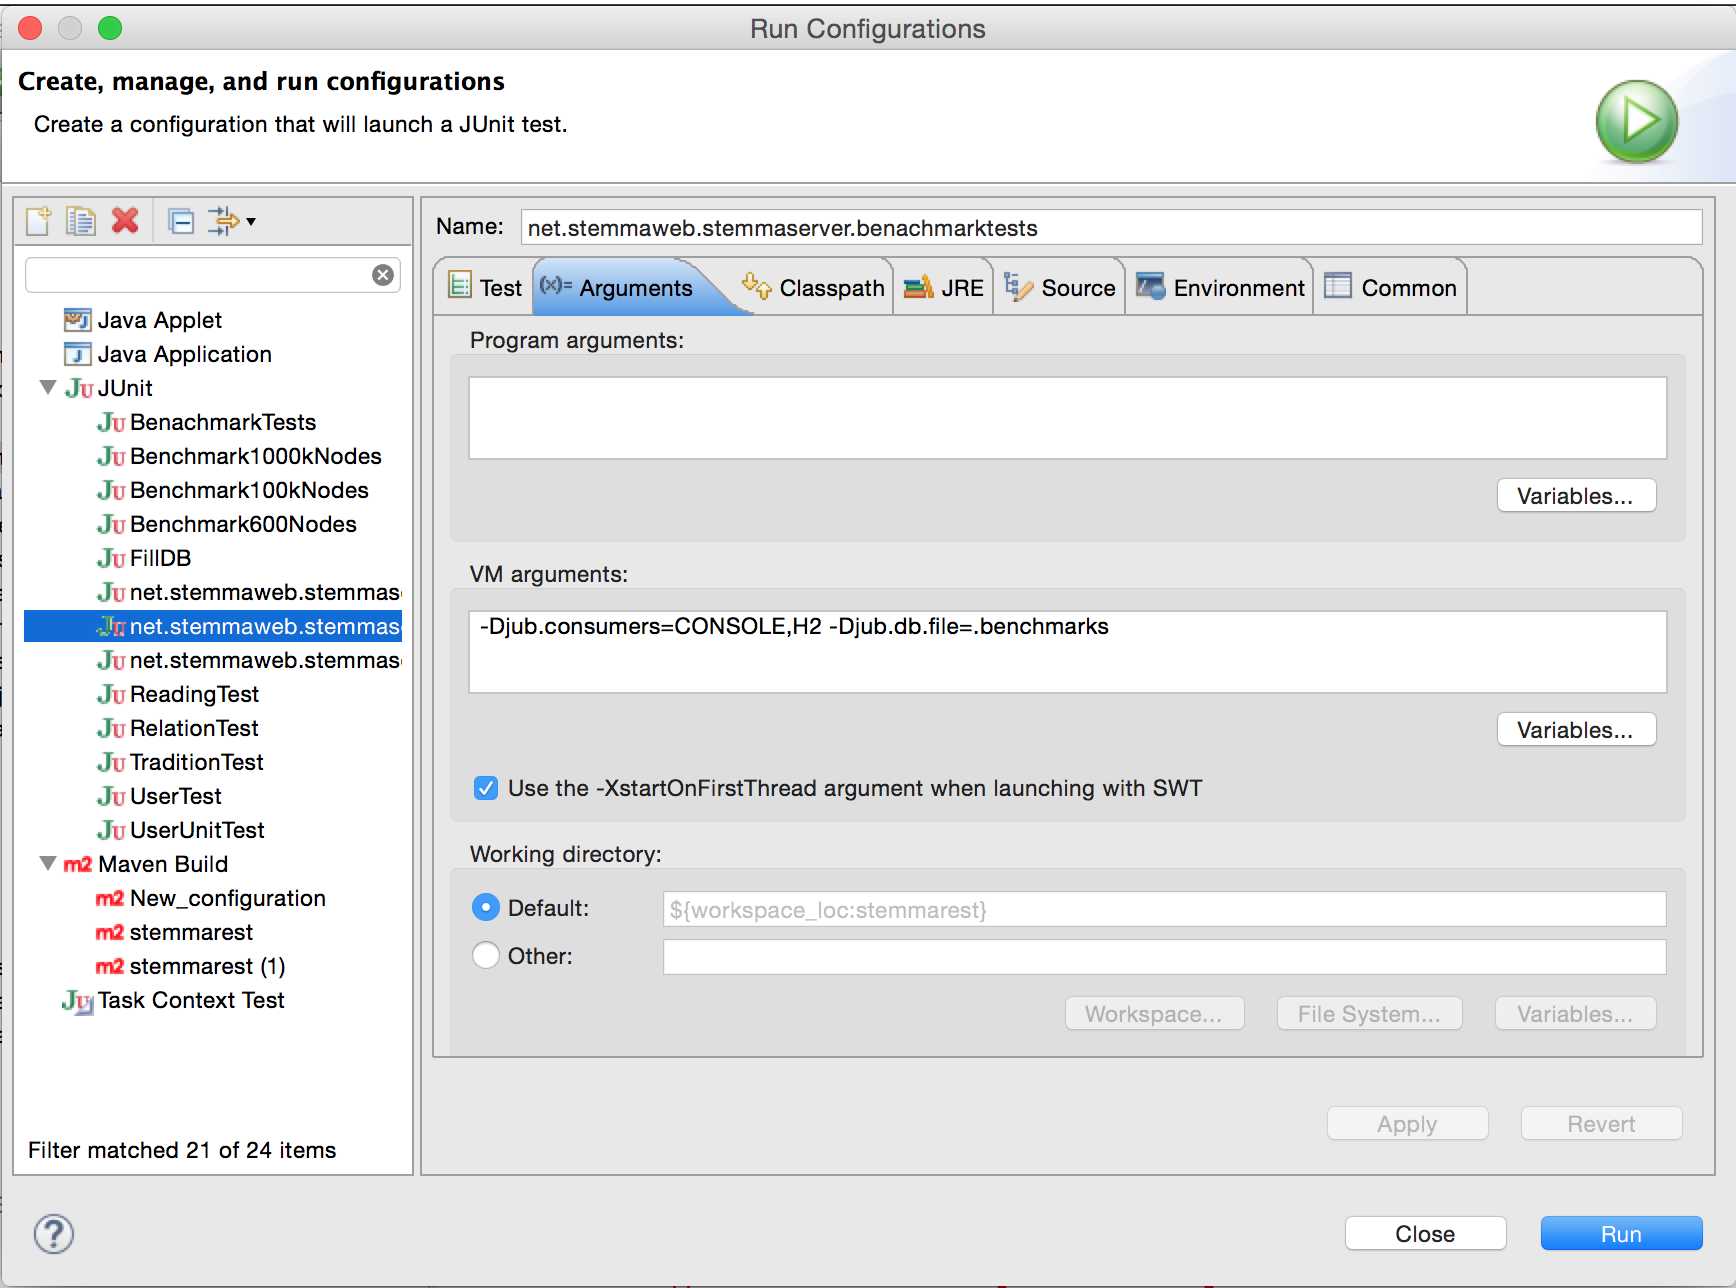 Run Configurations
Create, manage, and run configurations
Create a configuration that will launch a JUnit test.
Name: net.stemmaweb.stemmaserver.benachmarktests
Test (x)= Arguments Classpath JRE Source Environment Common
Java Applet
Java Application
JUnit
BenachmarkTests
Benchmark1000kNodes
Benchmark100kNodes
Benchmark600Nodes
FillDB
net.stemmaweb.stemmas
net.stemmaweb.stemmas
net.stemmaweb.stemmas
ReadingTest
RelationTest
TraditionTest
UserTest
UserUnitTest
m2 Maven Build
m2 New_configuration
m2 stemmarest
m2 stemmarest (1)
Task Context Test
Filter matched 21 of 24 items
Program arguments:
Variables...
VM arguments:
-Djub.consumers=CONSOLE,H2 -Djub.db.file=.benchmarks
Variables...
Use the -XstartOnFirstThread argument when launching with SWT
Working directory:
Default: ${workspace_loc:stemmarest}
Other:
Workspace... File System... Variables...
Apply Revert
? Close Run